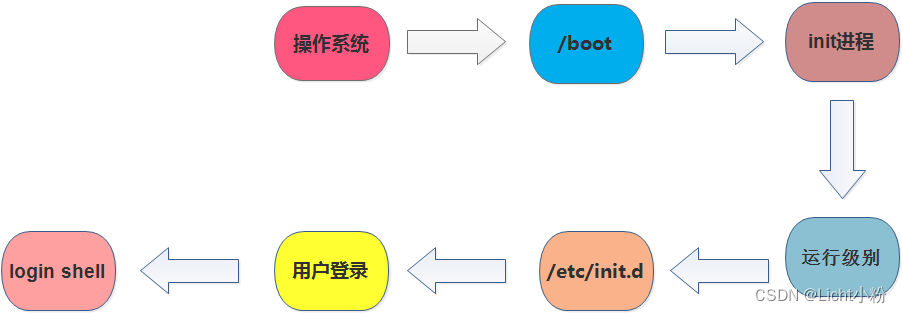 操作系统
/boot
init进程
运行级别
/etc/init.d
用户登录
login shell
CSDN @Licht小粉